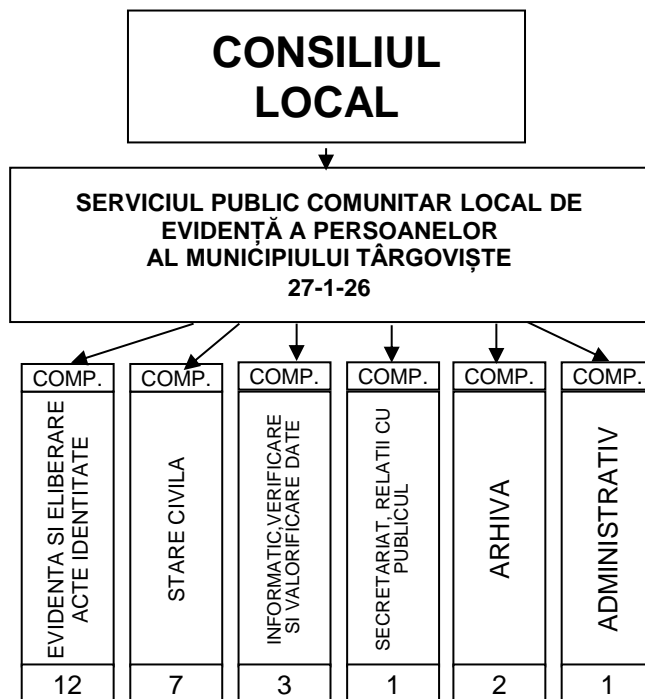 CONSILIUL
LOCAL
SERVICIUL PUBLIC COMUNITAR LOCAL DE
EVIDENȚĂ A PERSOANELOR
AL MUNICIPIULUI TÂRGOVIȘTE
27-1-26
COMP.
EVIDENTA SI ELIBERARE
ACTE IDENTITATE
12
COMP.
STARE CIVILA
7
COMP.
INFORMATIC,VERIFICARE
SI VALORIFICARE DATE
3
COMP.
SECRETARIAT, RELATII CU
PUBLICUL
1
COMP.
ARHIVA
2
COMP.
ADMINISTRATIV
1